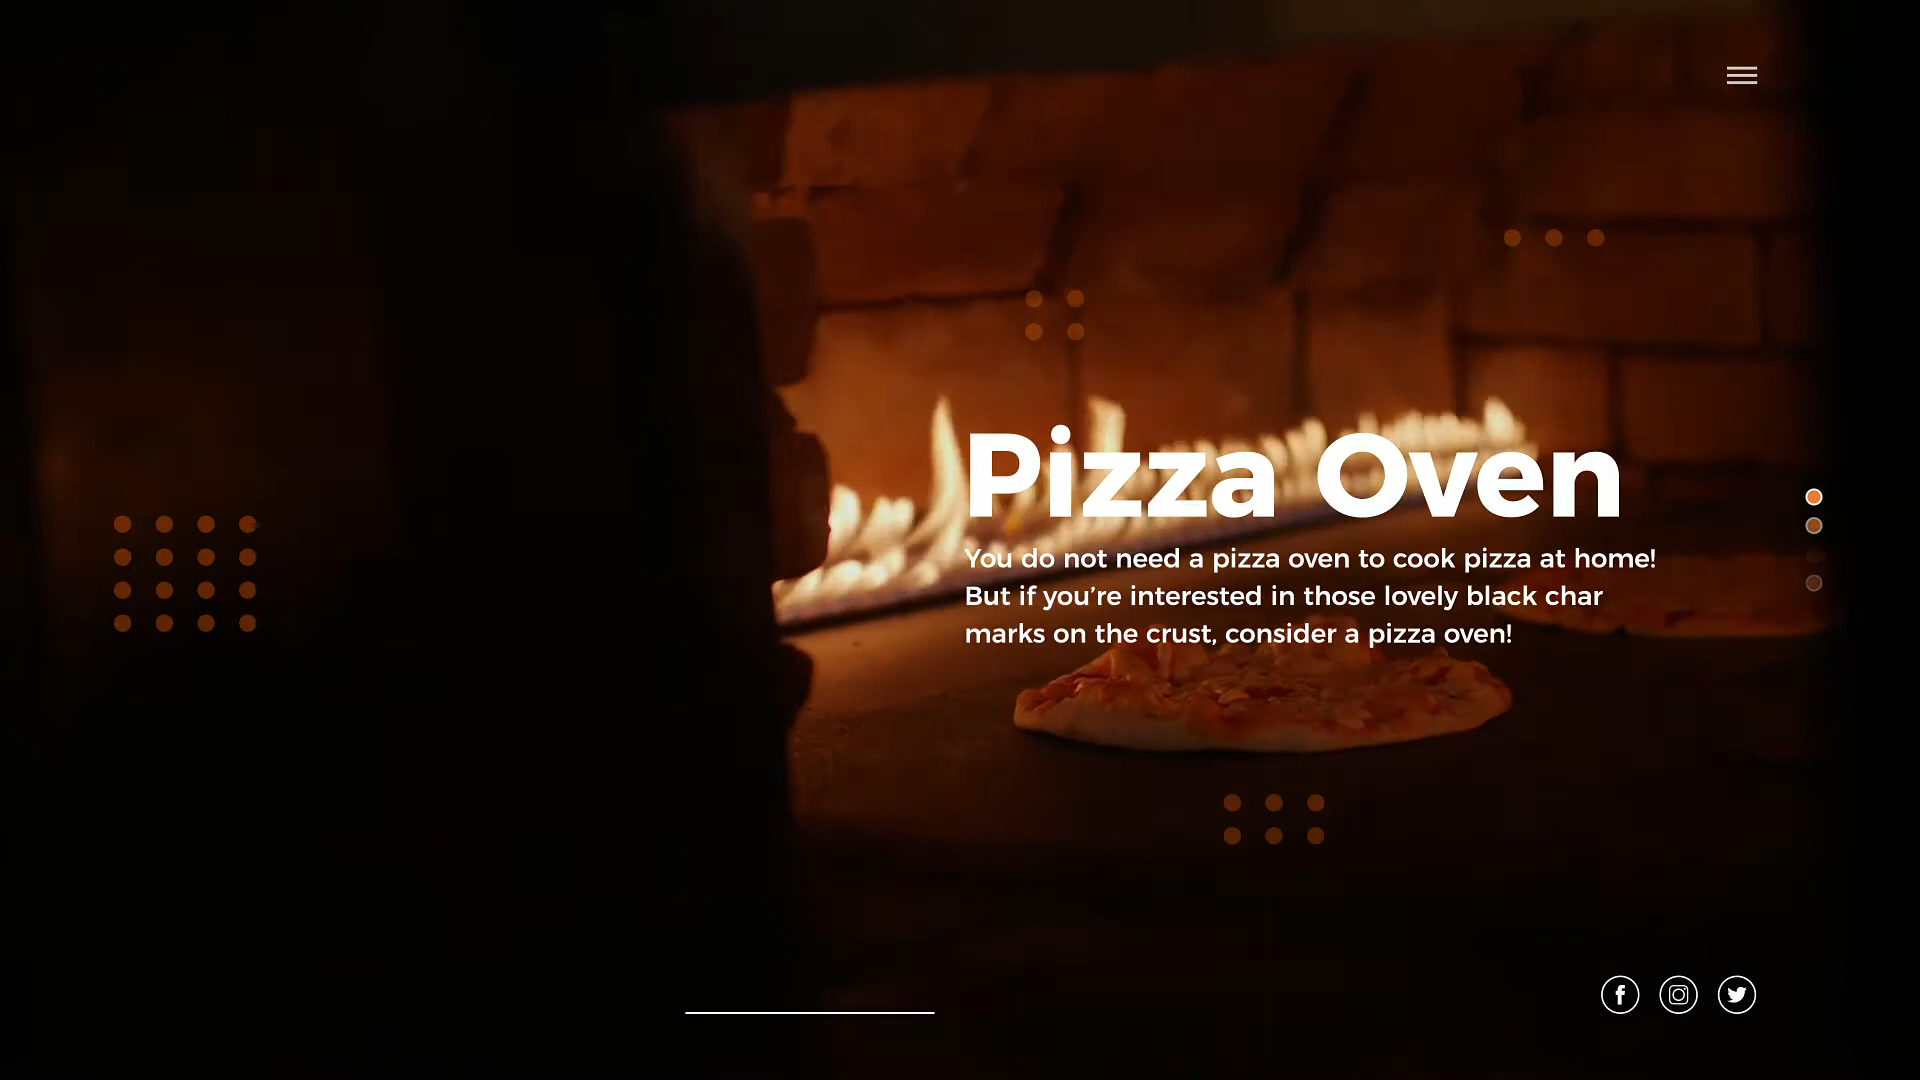 Pizza Oven
You do not need a pizza oven to cook pizza at home!
But if you’re interested in those lovely black char
marks on the crust, consider a pizza oven!